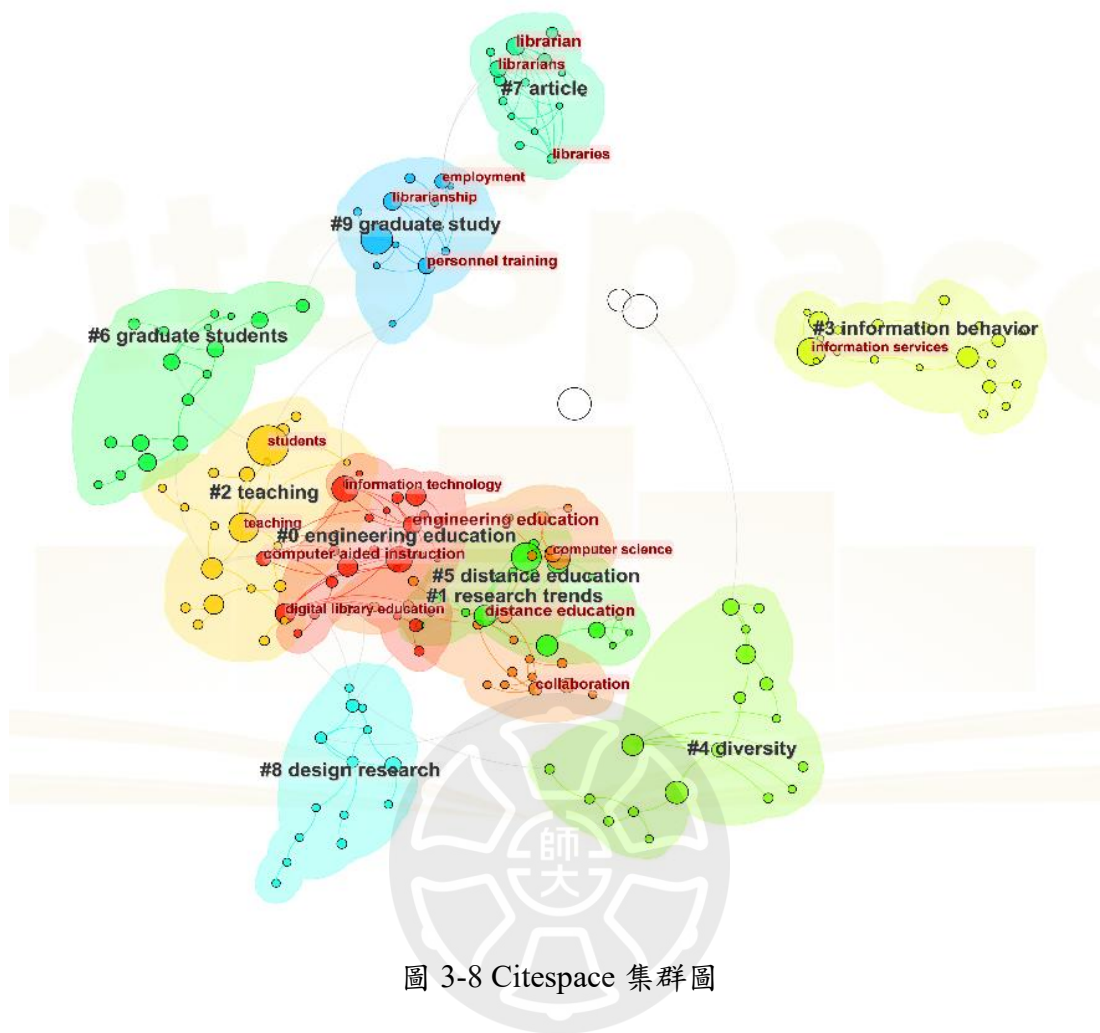 librarian
librarians
#7 article
libraries
employment
librarianship
#9 graduate study
personnel training
#6 graduate students
#3 information behavior
information services
students
#2 teaching
information technology
teaching
engineering education
#0 engineering education
computer aided instruction
computer science
#5 distance education
#1 research trends
digital library education
distance education
collaboration
#4 diversity
#8 design research
CiteSpace
師大
圖 3-8 Citespace 集群圖